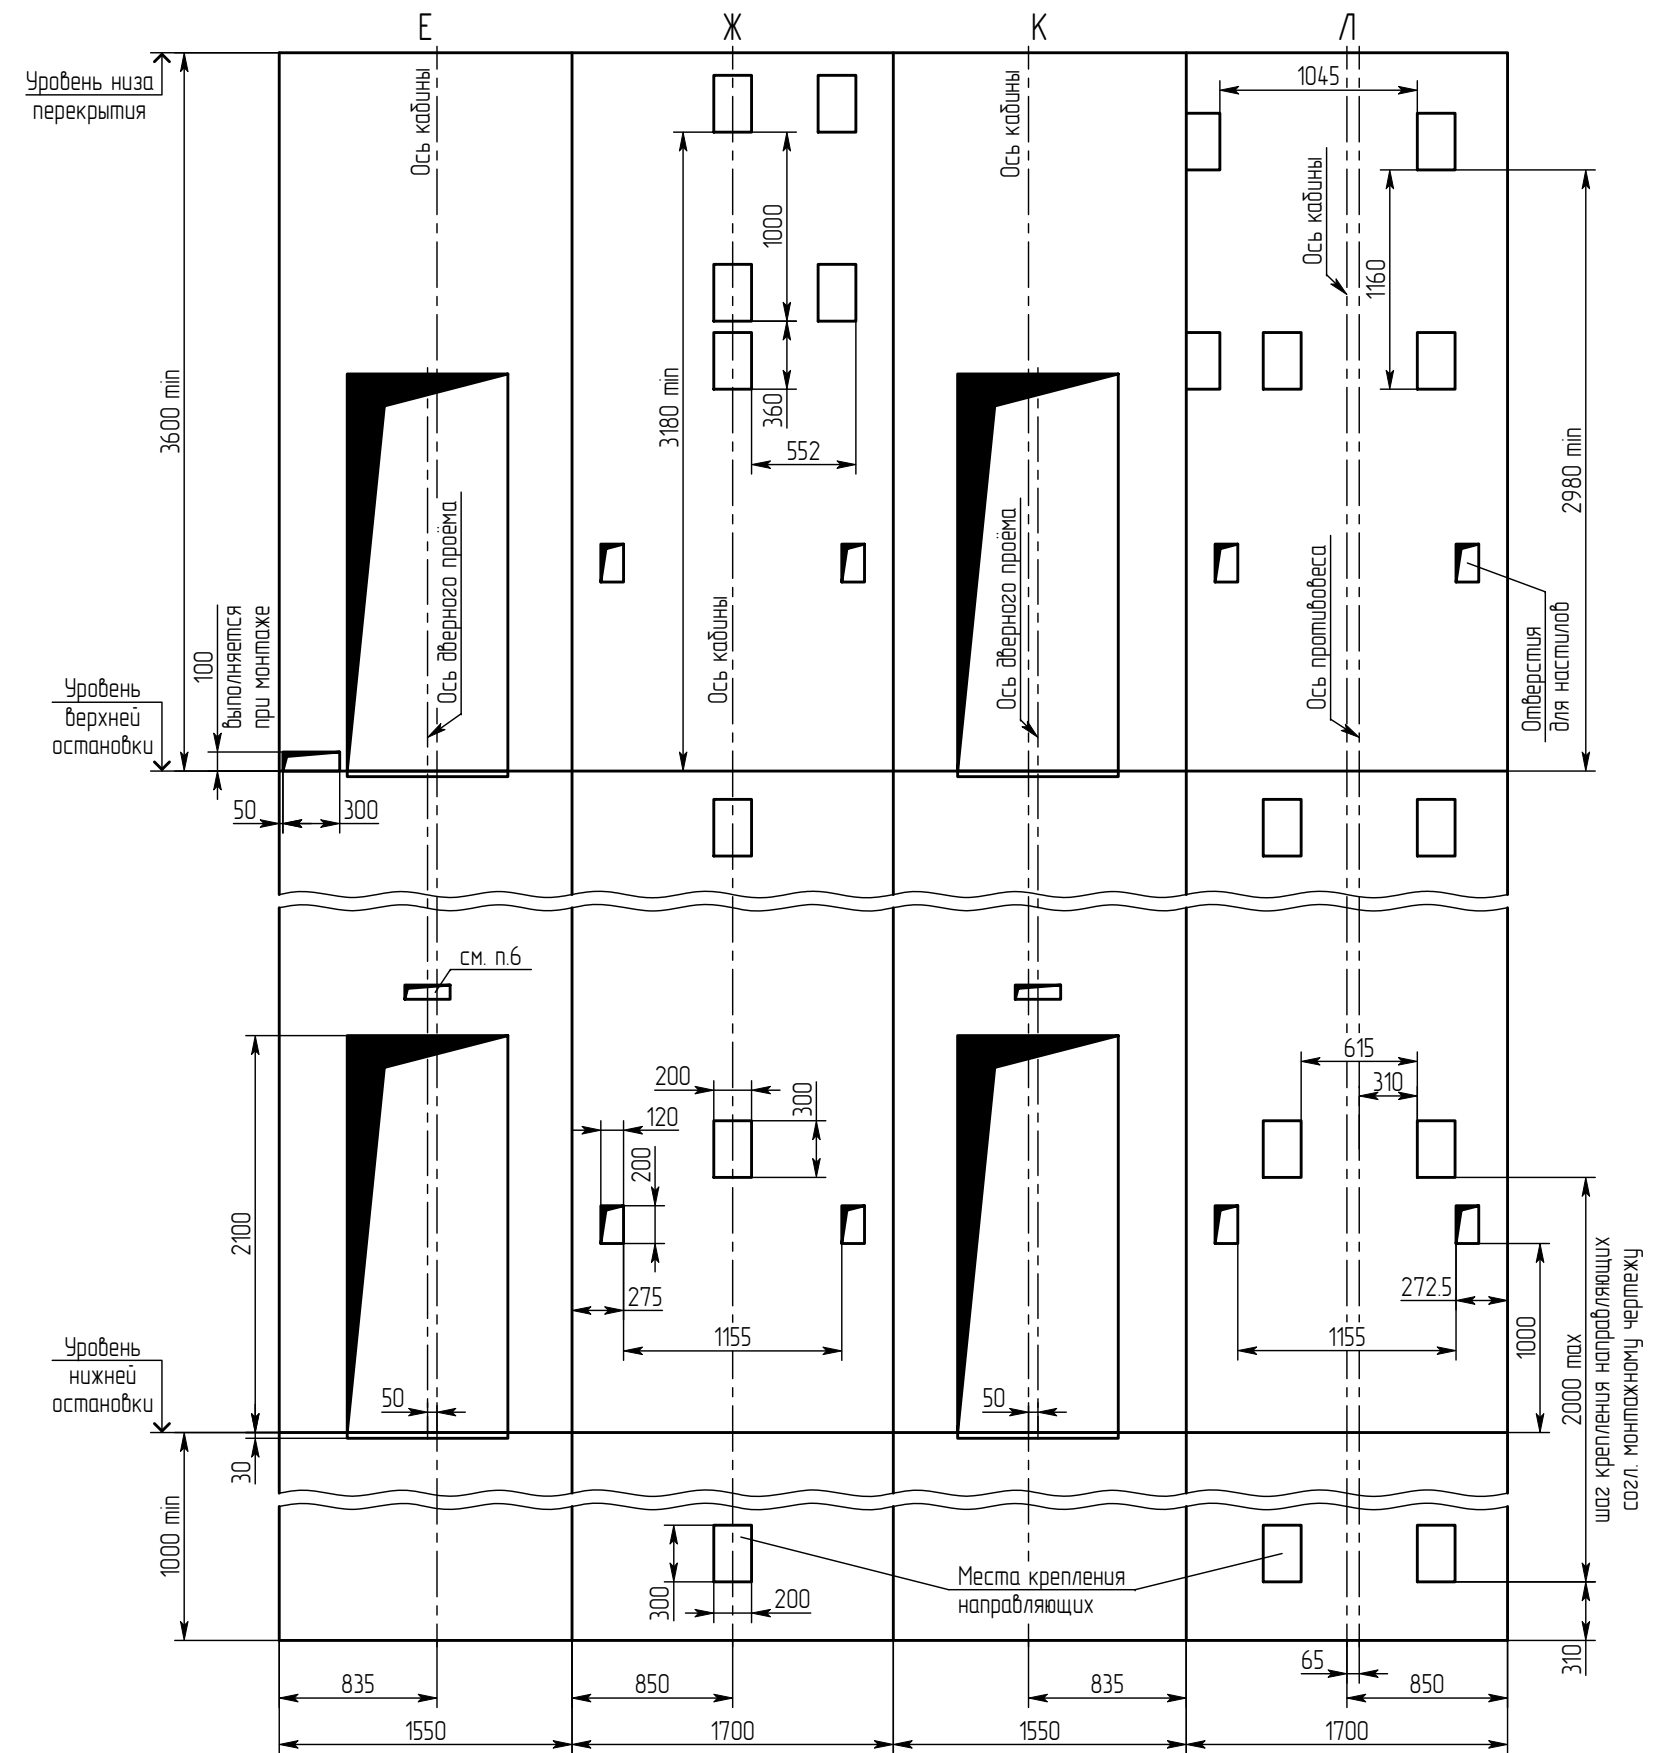 Е
Ж
К
Л
Уровень низа
перекрытия
Ось кабины
Ось кабины
1045
Ось кабины
1000
1160
3600 min
3180 min
360
552
2980 min
Ось дверного проёма
Ось кабины
Ось дверного проёма
Ось противовеса
Отверстия
для настилов
100
выполняется
при монтаже
Уровень
верхней
остановки
50
300
см. п.6
2100
200
300
120
200
275
1155
615
310
272.5
1155
1000
2000 max
шаг крепления направляющих
согл. монтажному чертежу
Уровень
нижней
остановки
50
50
30
1000 min
300
200
Места крепления
направляющих
310
65
835
850
835
850
1550
1700
1550
1700